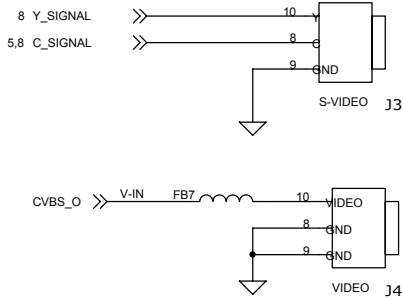 8 Y_SIGNAL 10 Y
5,8 C_SIGNAL 8 C
9 GND
S-VIDEO J3
CVBS_O V-IN FB7 10 VIDEO
8 GND
9 GND
VIDEO J4